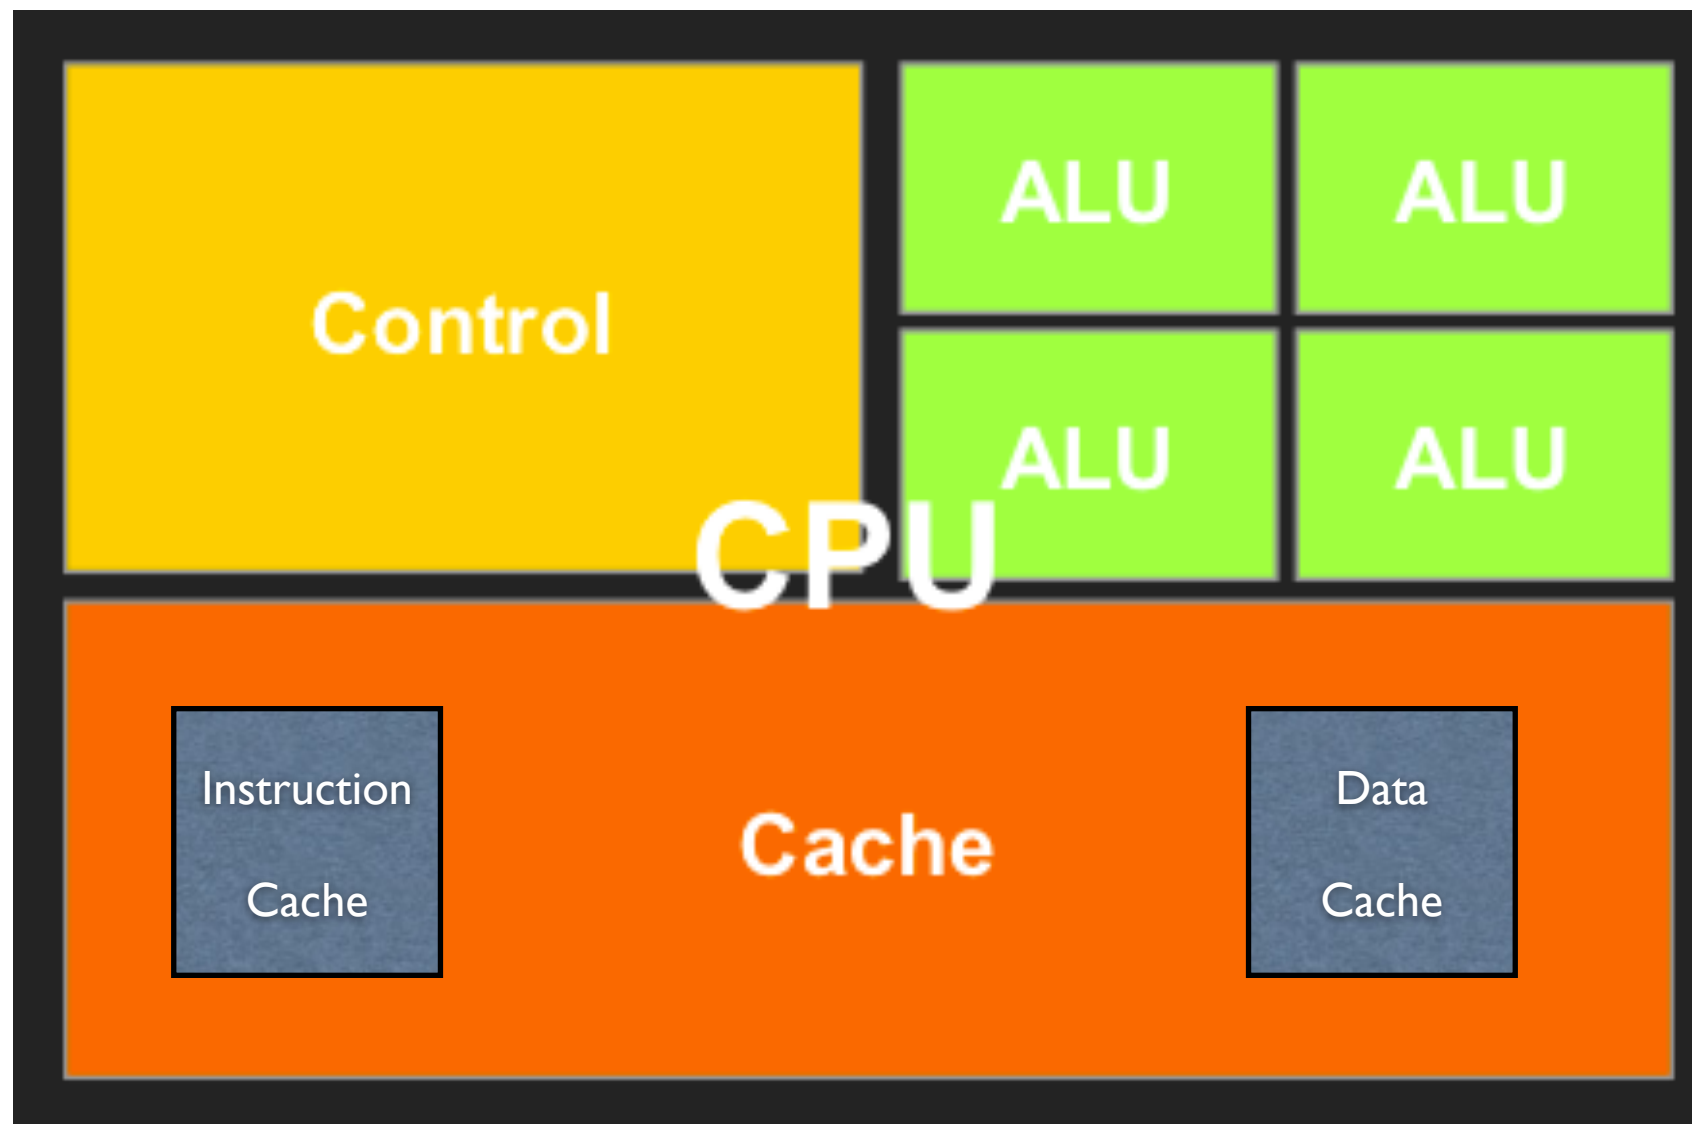 ALU ALU
Control
ALU ALU
CPU
Instruction
Cache
Cache
Data
Cache